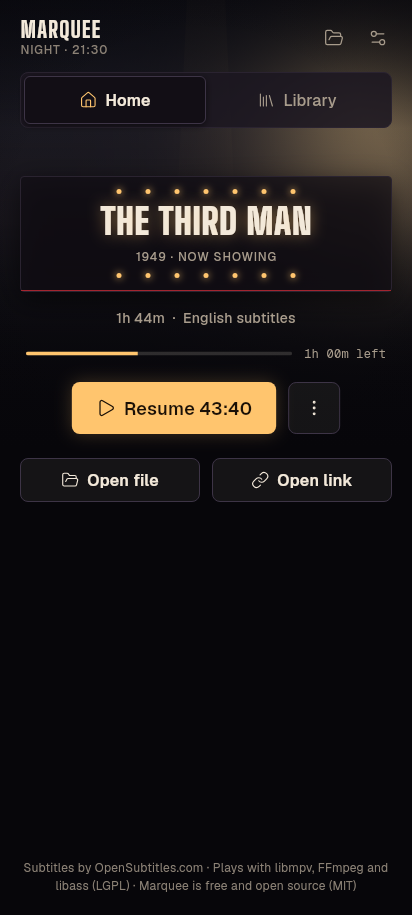 MARQUEE
NIGHT · 21:30
Home
Library
THE THIRD MAN
1949 · NOW SHOWING
1h 44m · English subtitles
1h 00m left
Resume 43:40
Open file
Open link
Subtitles by OpenSubtitles.com · Plays with libmpv, FFmpeg and
libass (LGPL) · Marquee is free and open source (MIT)